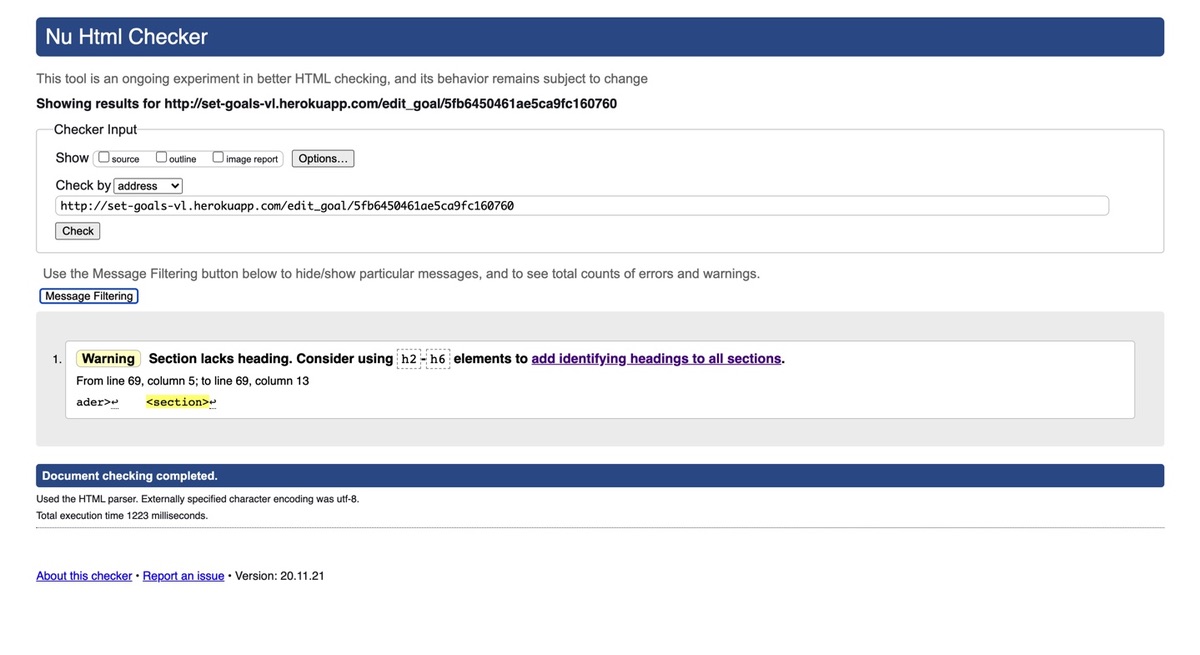 Nu Html Checker
This tool is an ongoing experiment in better HTML checking, and its behavior remains subject to change
Showing results for http://set-goals-vl.herokuapp.com/edit_goal/5fb6450461ae5ca9fc160760
Checker Input
Show source outline image report Options...
Check by address
http://set-goals-vl.herokuapp.com/edit_goal/5fb6450461ae5ca9fc160760
Check
Use the Message Filtering button below to hide/show particular messages, and to see total counts of errors and warnings.
Message Filtering
1. Warning Section lacks heading. Consider using h2-h6 elements to add identifying headings to all sections.
From line 69, column 5; to line 69, column 13
ader>↩ <section>↩
Document checking completed.
Used the HTML parser. Externally specified character encoding was utf-8.
Total execution time 1223 milliseconds.
About this checker • Report an issue • Version: 20.11.21